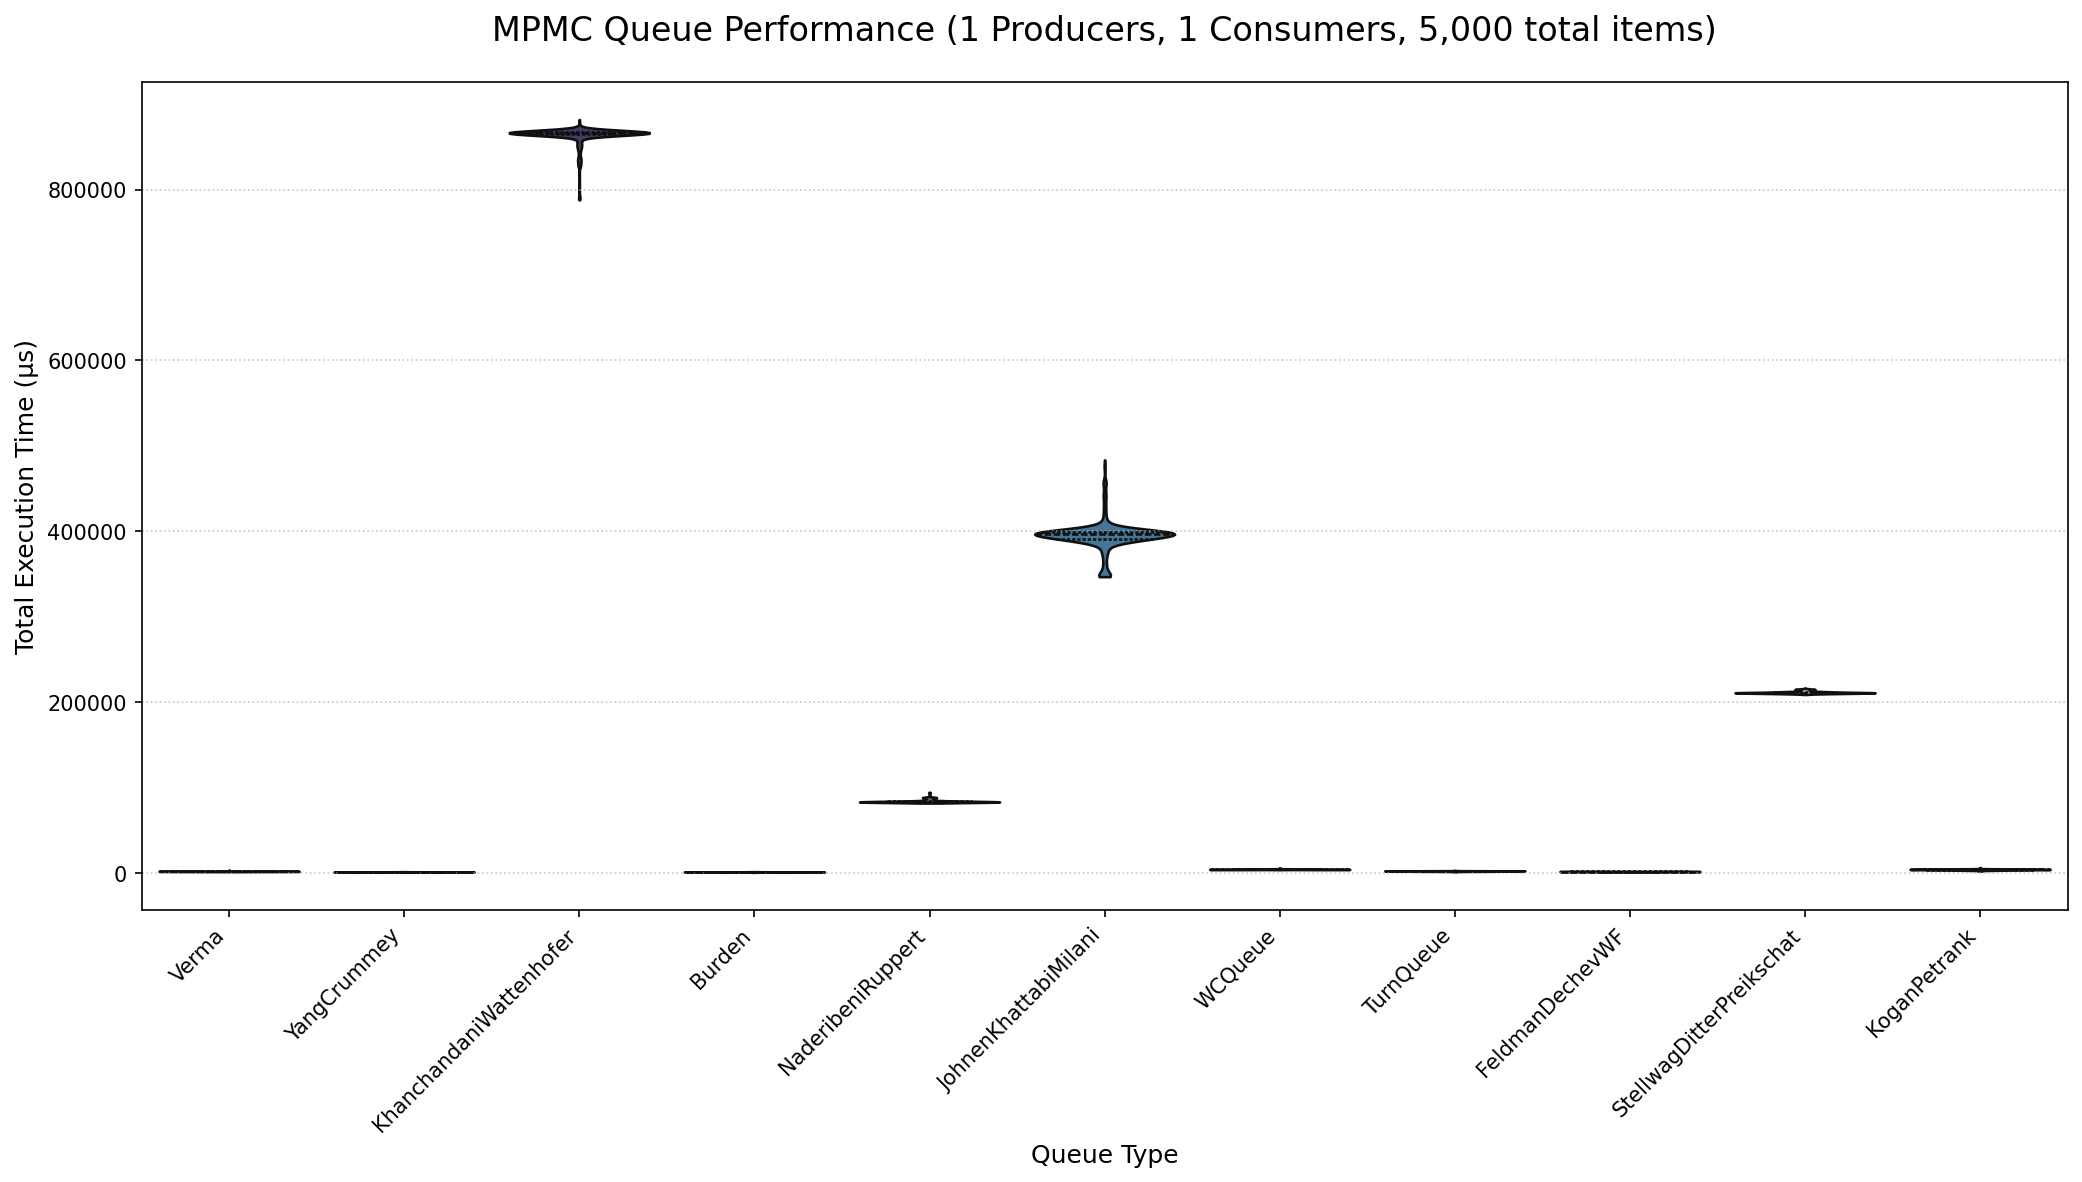 MPMC Queue Performance (1 Producers, 1 Consumers, 5,000 total items)
Total Execution Time (µs)
800000
600000
400000
200000
0
Verma
YangCrummey
KhanchandaniWattenhofer
Burden
NaderibeniRuppert
JohnenKhattabiMilani
WCQueue
TurnQueue
FeldmanDechevWF
StellwagDitterPreikschat
KoganPetrank
Queue Type